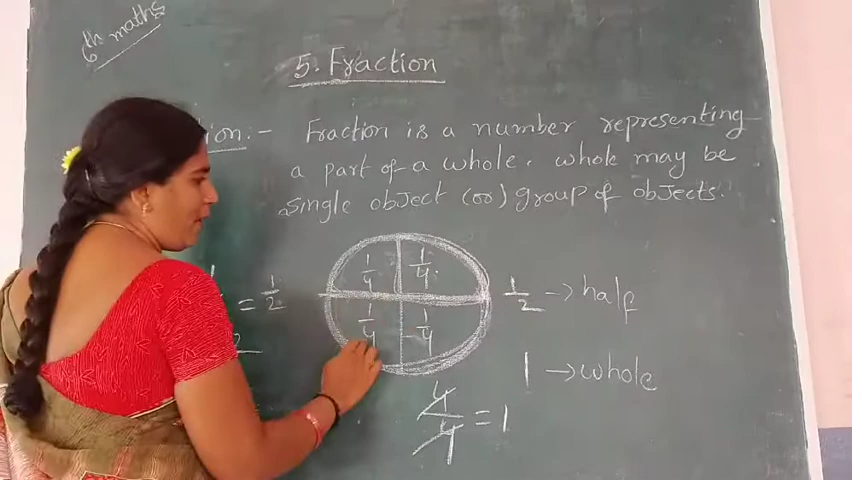 6th maths
5. Fraction
:- Fraction is a number representing
a part of a whole. whole may be
single object (or) group of objects.
1/4 1/4
= 1/2
1/2 → half
1/4 1/4
1 → whole
4/4 = 1